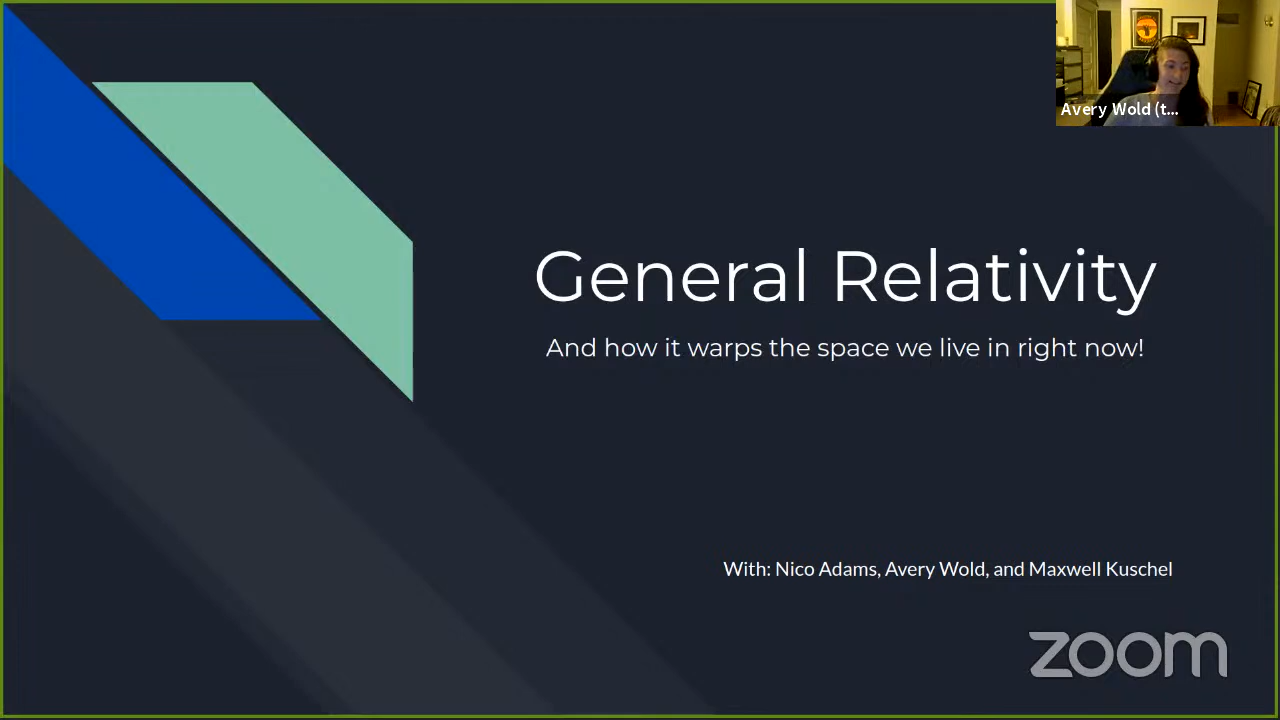 Avery Wold (t...
General Relativity
And how it warps the space we live in right now!
With: Nico Adams, Avery Wold, and Maxwell Kuschel
zoom